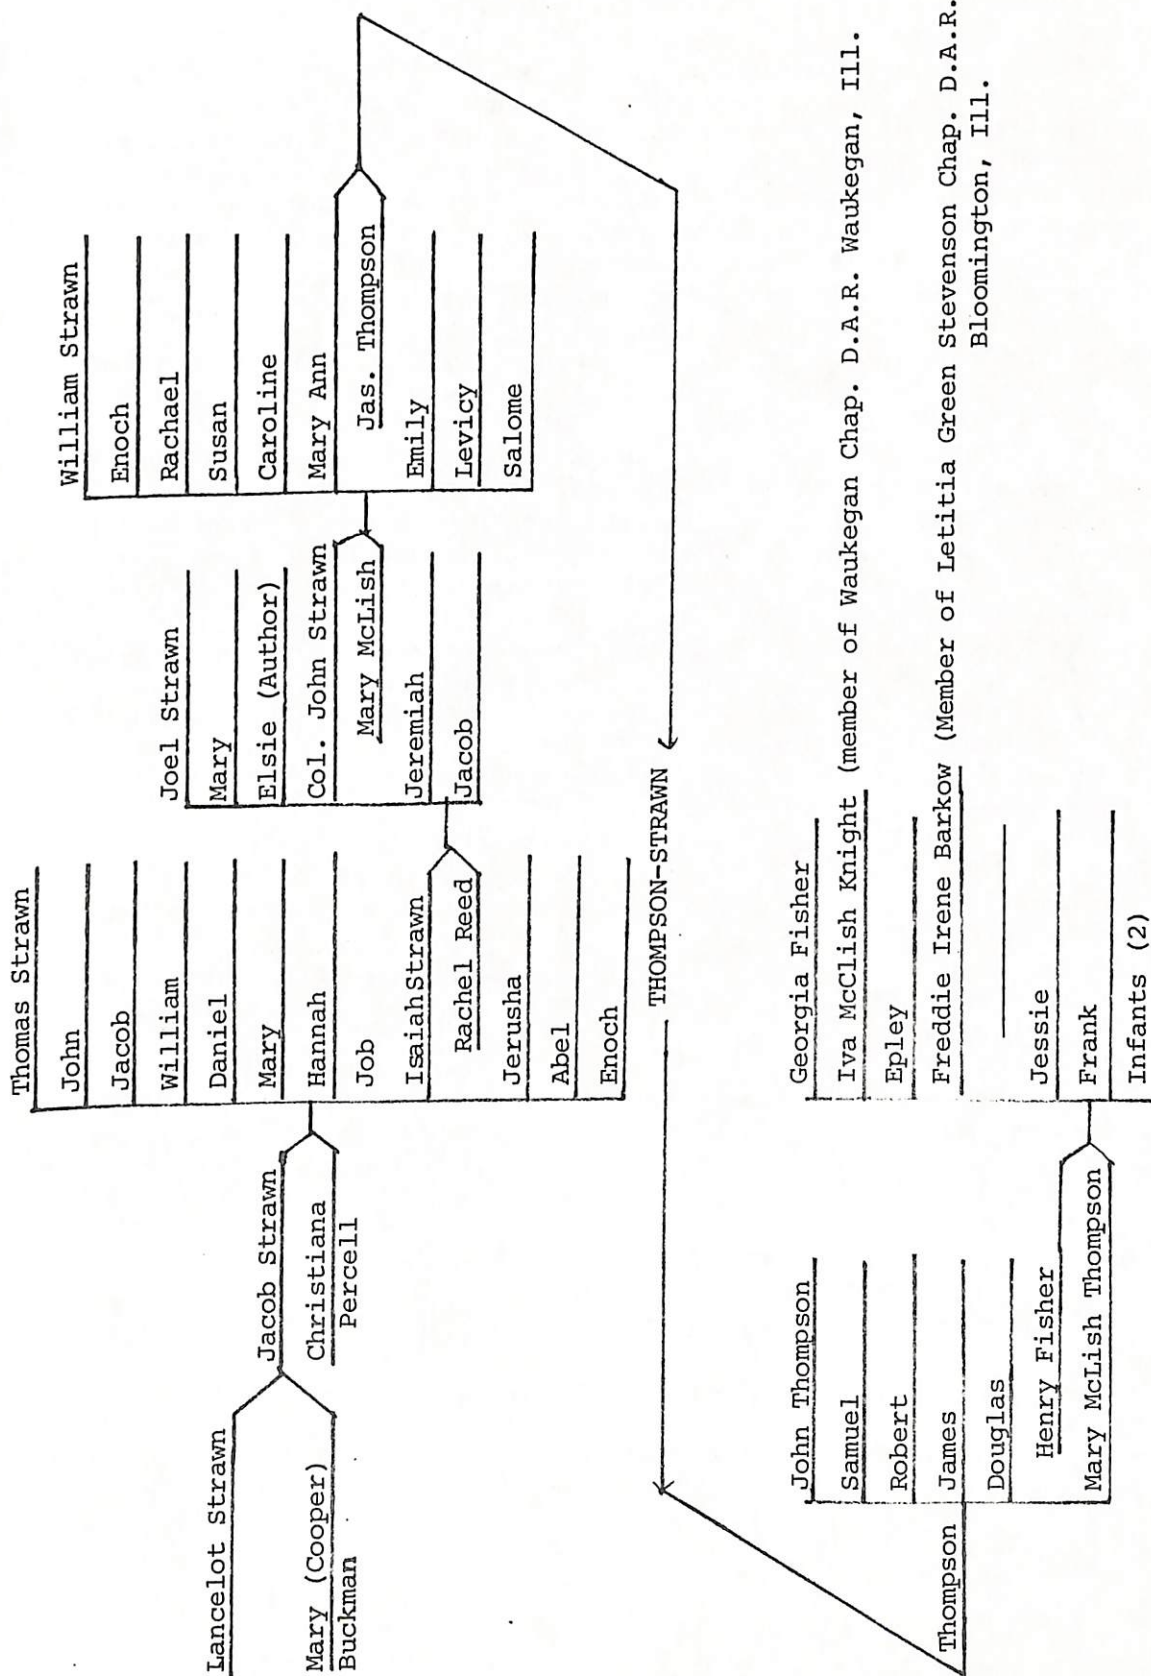 Lancelot Strawn
Mary (Cooper)
Buckman
Jacob Strawn
Christiana
Percell
Thomas Strawn
John
Jacob
William
Daniel
Mary
Hannah
Job
Isaiah Strawn
Rachel Reed
Jerusha
Abel
Enoch
Joel Strawn
Mary
Elsie (Author)
Col. John Strawn
Mary McLish
Jeremiah
Jacob
William Strawn
Enoch
Rachael
Susan
Caroline
Mary Ann
Jas. Thompson
Emily
Levicy
Salome
THOMPSON-STRAWN
Thompson
John Thompson
Samuel
Robert
James
Douglas
Henry Fisher
Mary McLish Thompson
Georgia Fisher
Iva McClish Knight (member of Waukegan Chap. D.A.R. Waukegan, Ill.
Epley
Freddie Irene Barkow (Member of Letitia Green Stevenson Chap. D.A.R.
Bloomington, Ill.
Jessie
Frank
Infants (2)